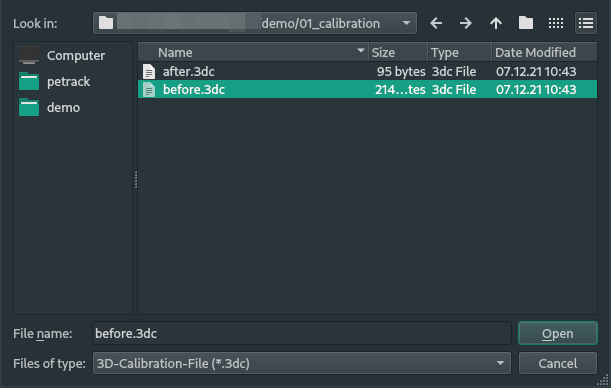 Look in: demo/01_calibration
Computer
petrack
demo
Name Size Type Date Modified
after.3dc 95 bytes 3dc File 07.12.21 10:43
before.3dc 214...tes 3dc File 07.12.21 10:43
File name: before.3dc Open
Files of type: 3D-Calibration-File (*.3dc) Cancel